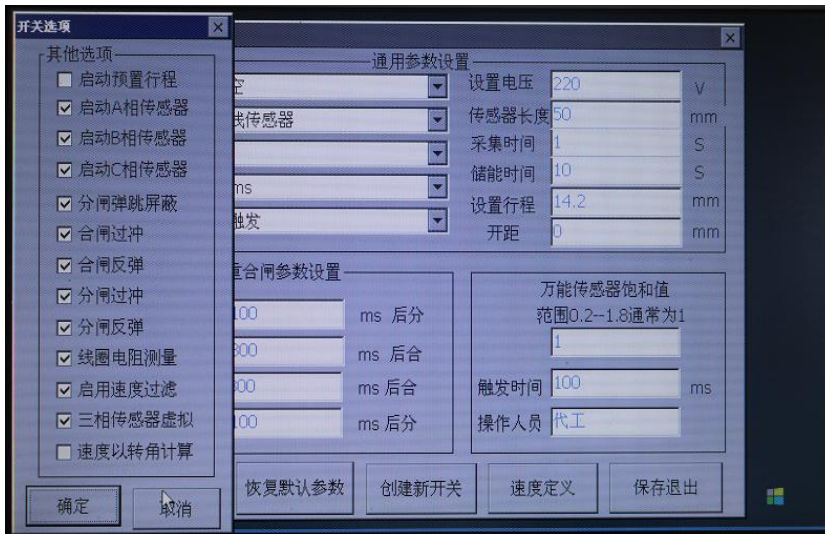 开关选项
其他选项
启动预置行程
启动A相传感器
启动B相传感器
启动C相传感器
分闸弹跳屏蔽
合闸过冲
合闸反弹
分闸过冲
分闸反弹
线圈电阻测量
启用速度过滤
三相传感器虚拟
速度以转角计算
确定
取消
通用参数设置
线传感器
ms
触发
设置电压 220 V
传感器长度 50 mm
采集时间 1 S
储能时间 10 S
设置行程 14.2 mm
开距 0 mm
重合闸参数设置
100 ms 后分
300 ms 后合
300 ms 后合
100 ms 后分
万能传感器饱和值
范围0.2--1.8通常为1
1
触发时间 100 ms
操作人员 代工
恢复默认参数
创建新开关
速度定义
保存退出